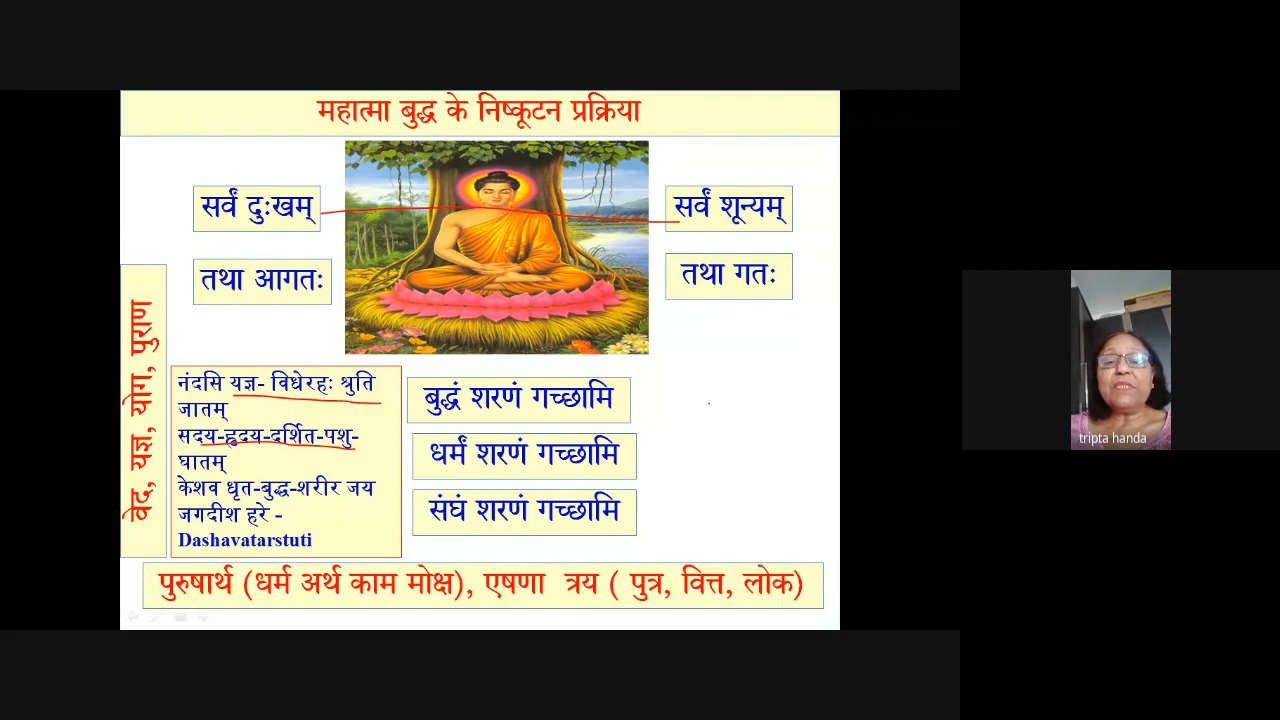 महात्मा बुद्ध के निष्कूटन प्रक्रिया
सर्वं दुःखम्
सर्वं शून्यम्
तथा आगतः
तथा गतः
वेद, यज्ञ, योग, पुराण
नंदसि यज्ञ- विधेरहः श्रुति
जातम्
सदय-हृदय-दर्शित-पशु-
घातम्
केशव धृत-बुद्ध-शरीर जय
जगदीश हरे -
Dashavatarstuti
बुद्धं शरणं गच्छामि
धर्मं शरणं गच्छामि
संघं शरणं गच्छामि
पुरुषार्थ (धर्म अर्थ काम मोक्ष), एषणा त्रय ( पुत्र, वित्त, लोक)
tripta handa